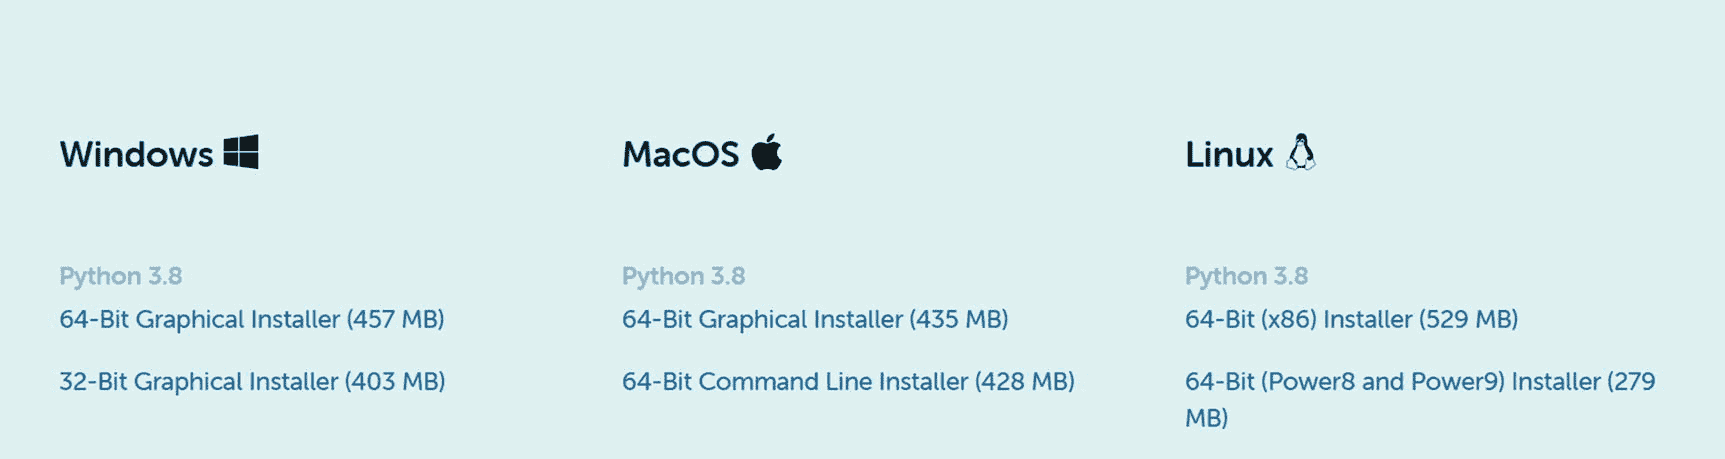 Windows
Python 3.8
64-Bit Graphical Installer (457 MB)
32-Bit Graphical Installer (403 MB)
MacOS
Python 3.8
64-Bit Graphical Installer (435 MB)
64-Bit Command Line Installer (428 MB)
Linux
Python 3.8
64-Bit (x86) Installer (529 MB)
64-Bit (Power8 and Power9) Installer (279
MB)